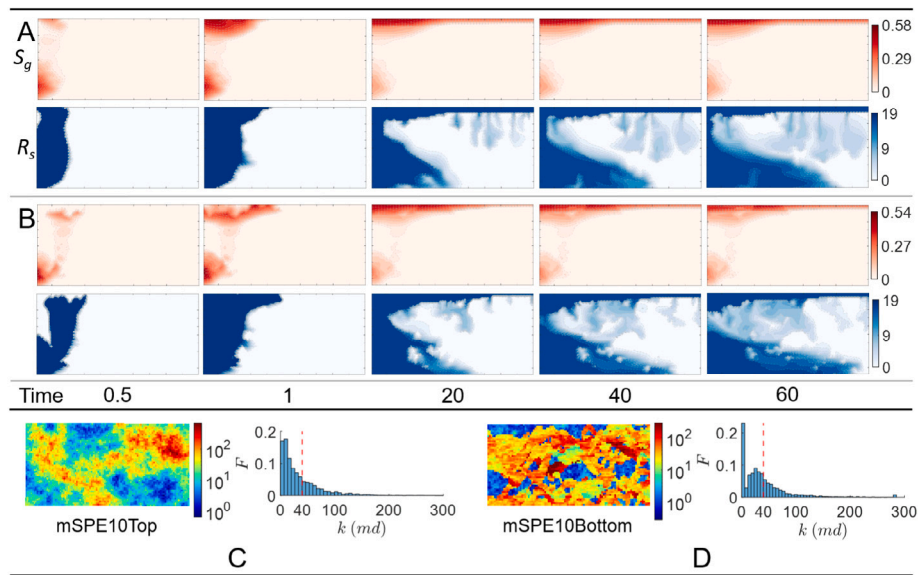 A
S_g
0.58
0.29
0
R_s
19
9
0
B
0.54
0.27
0
19
9
0
Time 0.5 1 20 40 60
10^2
10^1
10^0
mSPE10Top
F
0.2
0.1
0
0 40 100 200 300
k (md)
10^2
10^1
10^0
mSPE10Bottom
F
0.2
0.1
0
0 40 100 200 300
k (md)
C D